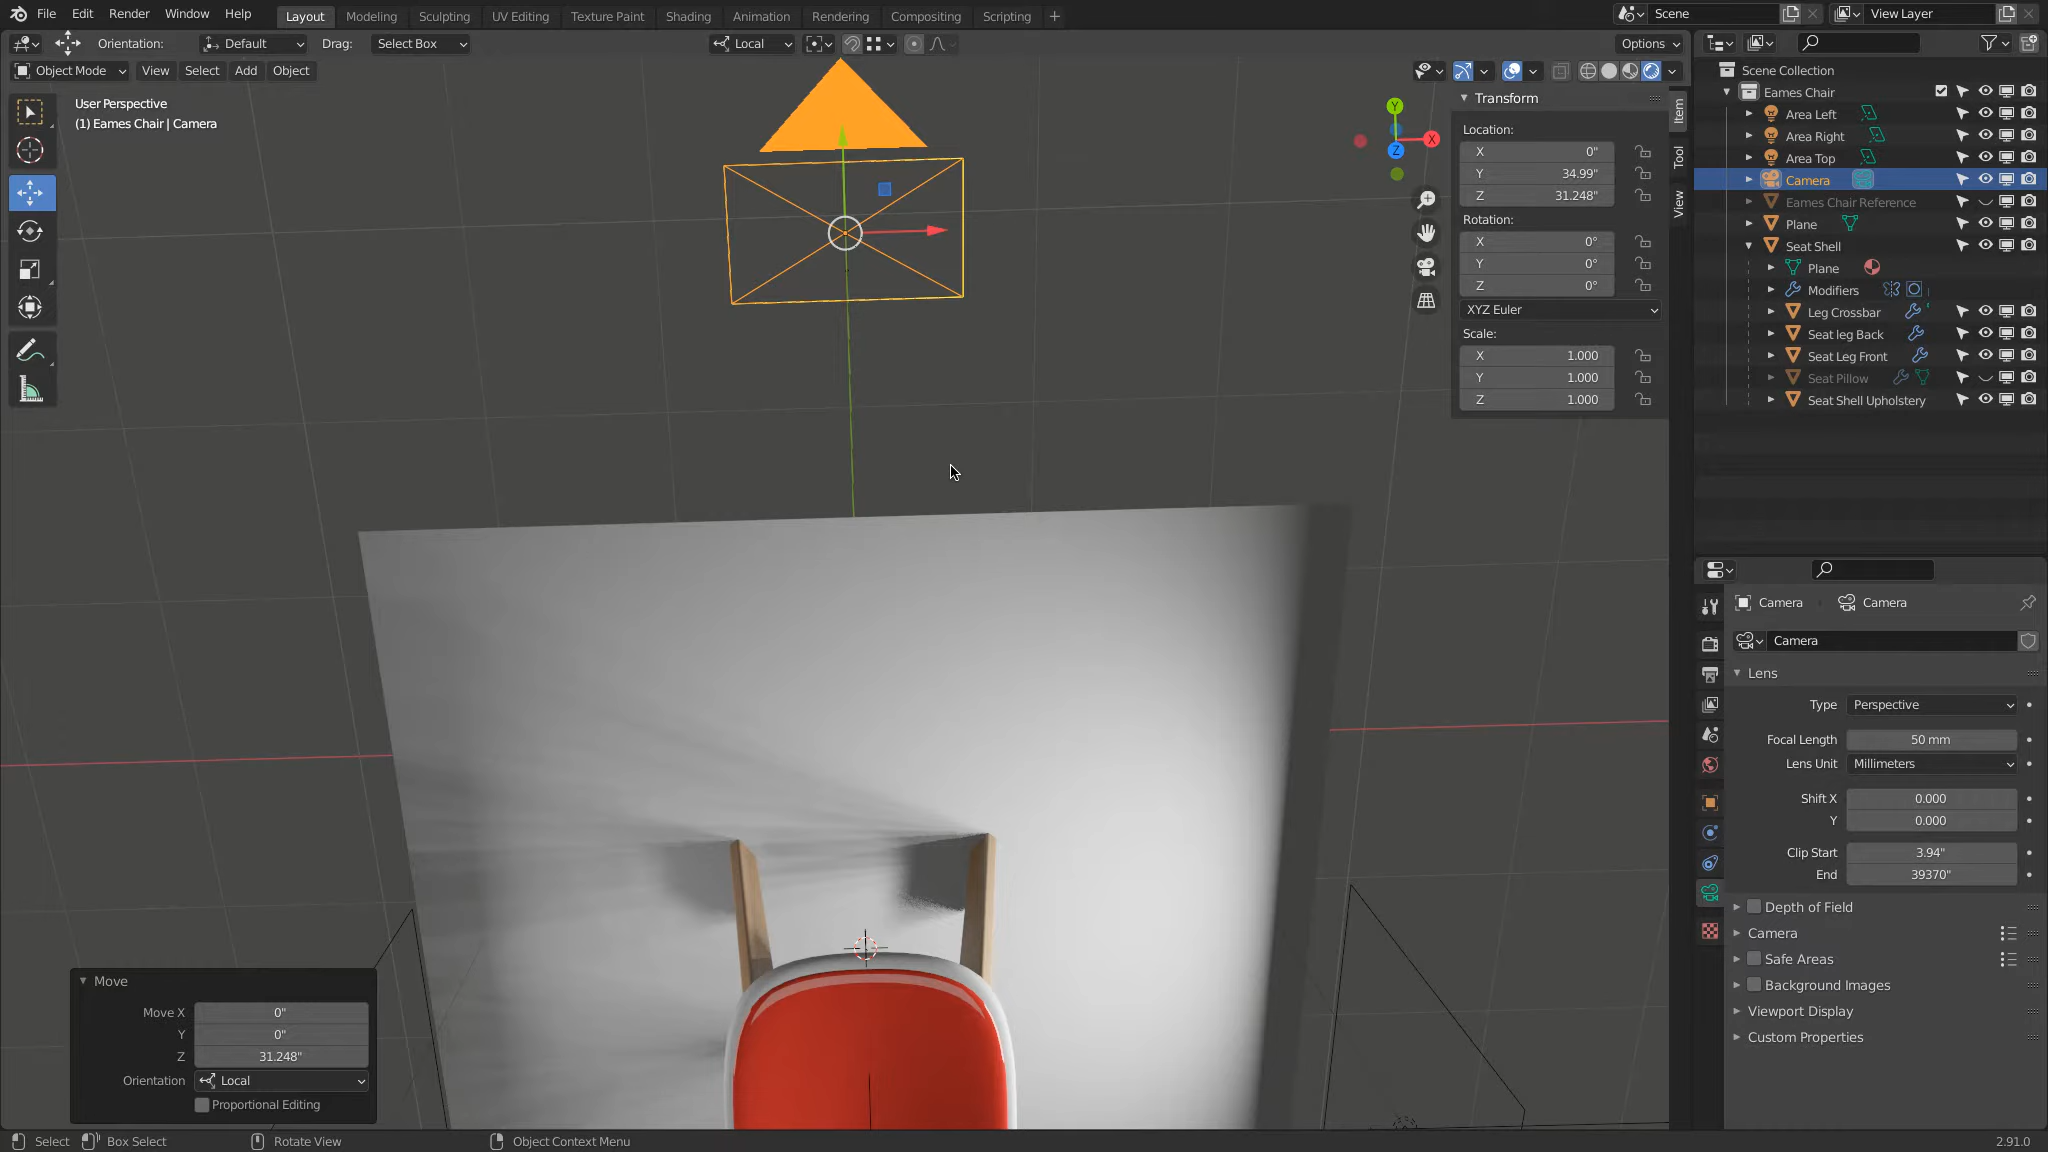 File Edit Render Window Help Layout Modeling Sculpting UV Editing Texture Paint Shading Animation Rendering Compositing Scripting + Scene View Layer
Orientation: Default Drag: Select Box Local Options
Object Mode View Select Add Object
User Perspective
(1) Eames Chair | Camera
Y
X
Z
Transform
Location:
X 0"
Y 34.99"
Z 31.248"
Rotation:
X 0°
Y 0°
Z 0°
XYZ Euler
Scale:
X 1.000
Y 1.000
Z 1.000
Item
Tool
View
Scene Collection
Eames Chair
Area Left
Area Right
Area Top
Camera
Eames Chair Reference
Plane
Seat Shell
Plane
Modifiers
Leg Crossbar
Seat leg Back
Seat Leg Front
Seat Pillow
Seat Shell Upholstery
Camera Camera
Camera
Lens
Type Perspective
Focal Length 50 mm
Lens Unit Millimeters
Shift X 0.000
Y 0.000
Clip Start 3.94"
End 39370"
Depth of Field
Camera
Safe Areas
Background Images
Viewport Display
Custom Properties
Move
Move X 0"
Y 0"
Z 31.248"
Orientation Local
Proportional Editing
Select Box Select Rotate View Object Context Menu 2.91.0